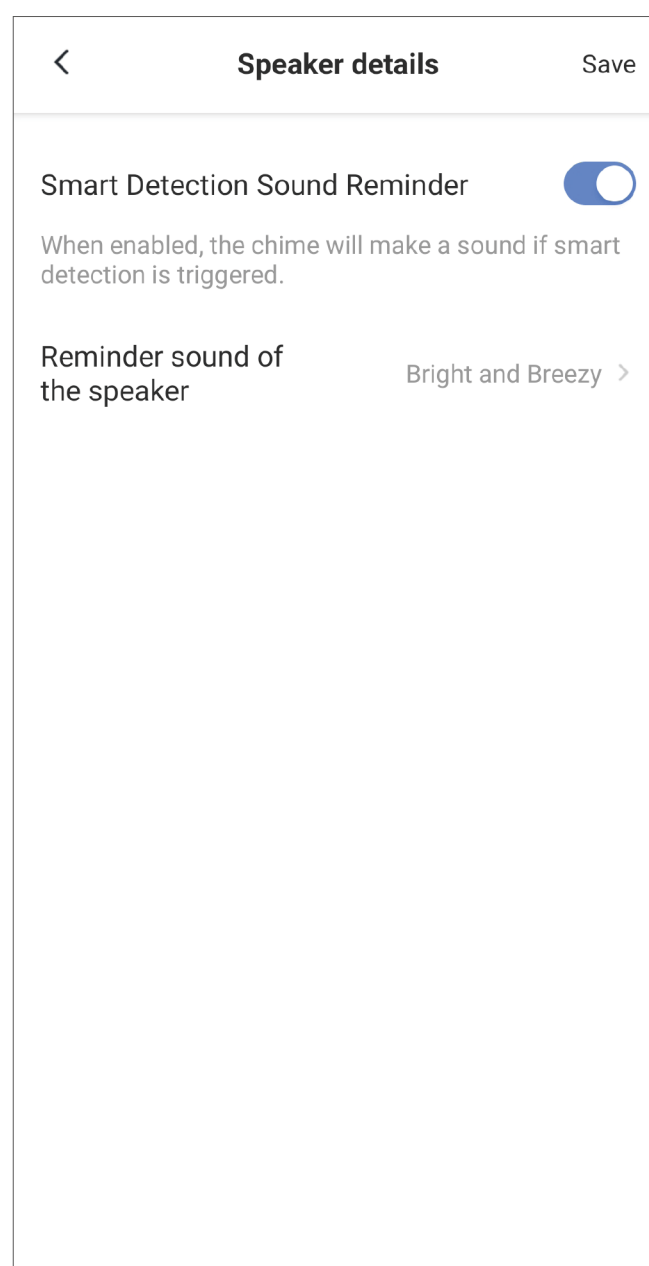 Speaker details Save
Smart Detection Sound Reminder
When enabled, the chime will make a sound if smart
detection is triggered.
Reminder sound of
the speaker
Bright and Breezy